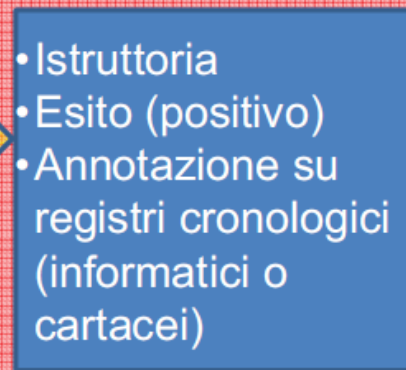 •Istruttoria
•Esito (positivo)
•Annotazione su
registri cronologici
(informatici o
cartacei)